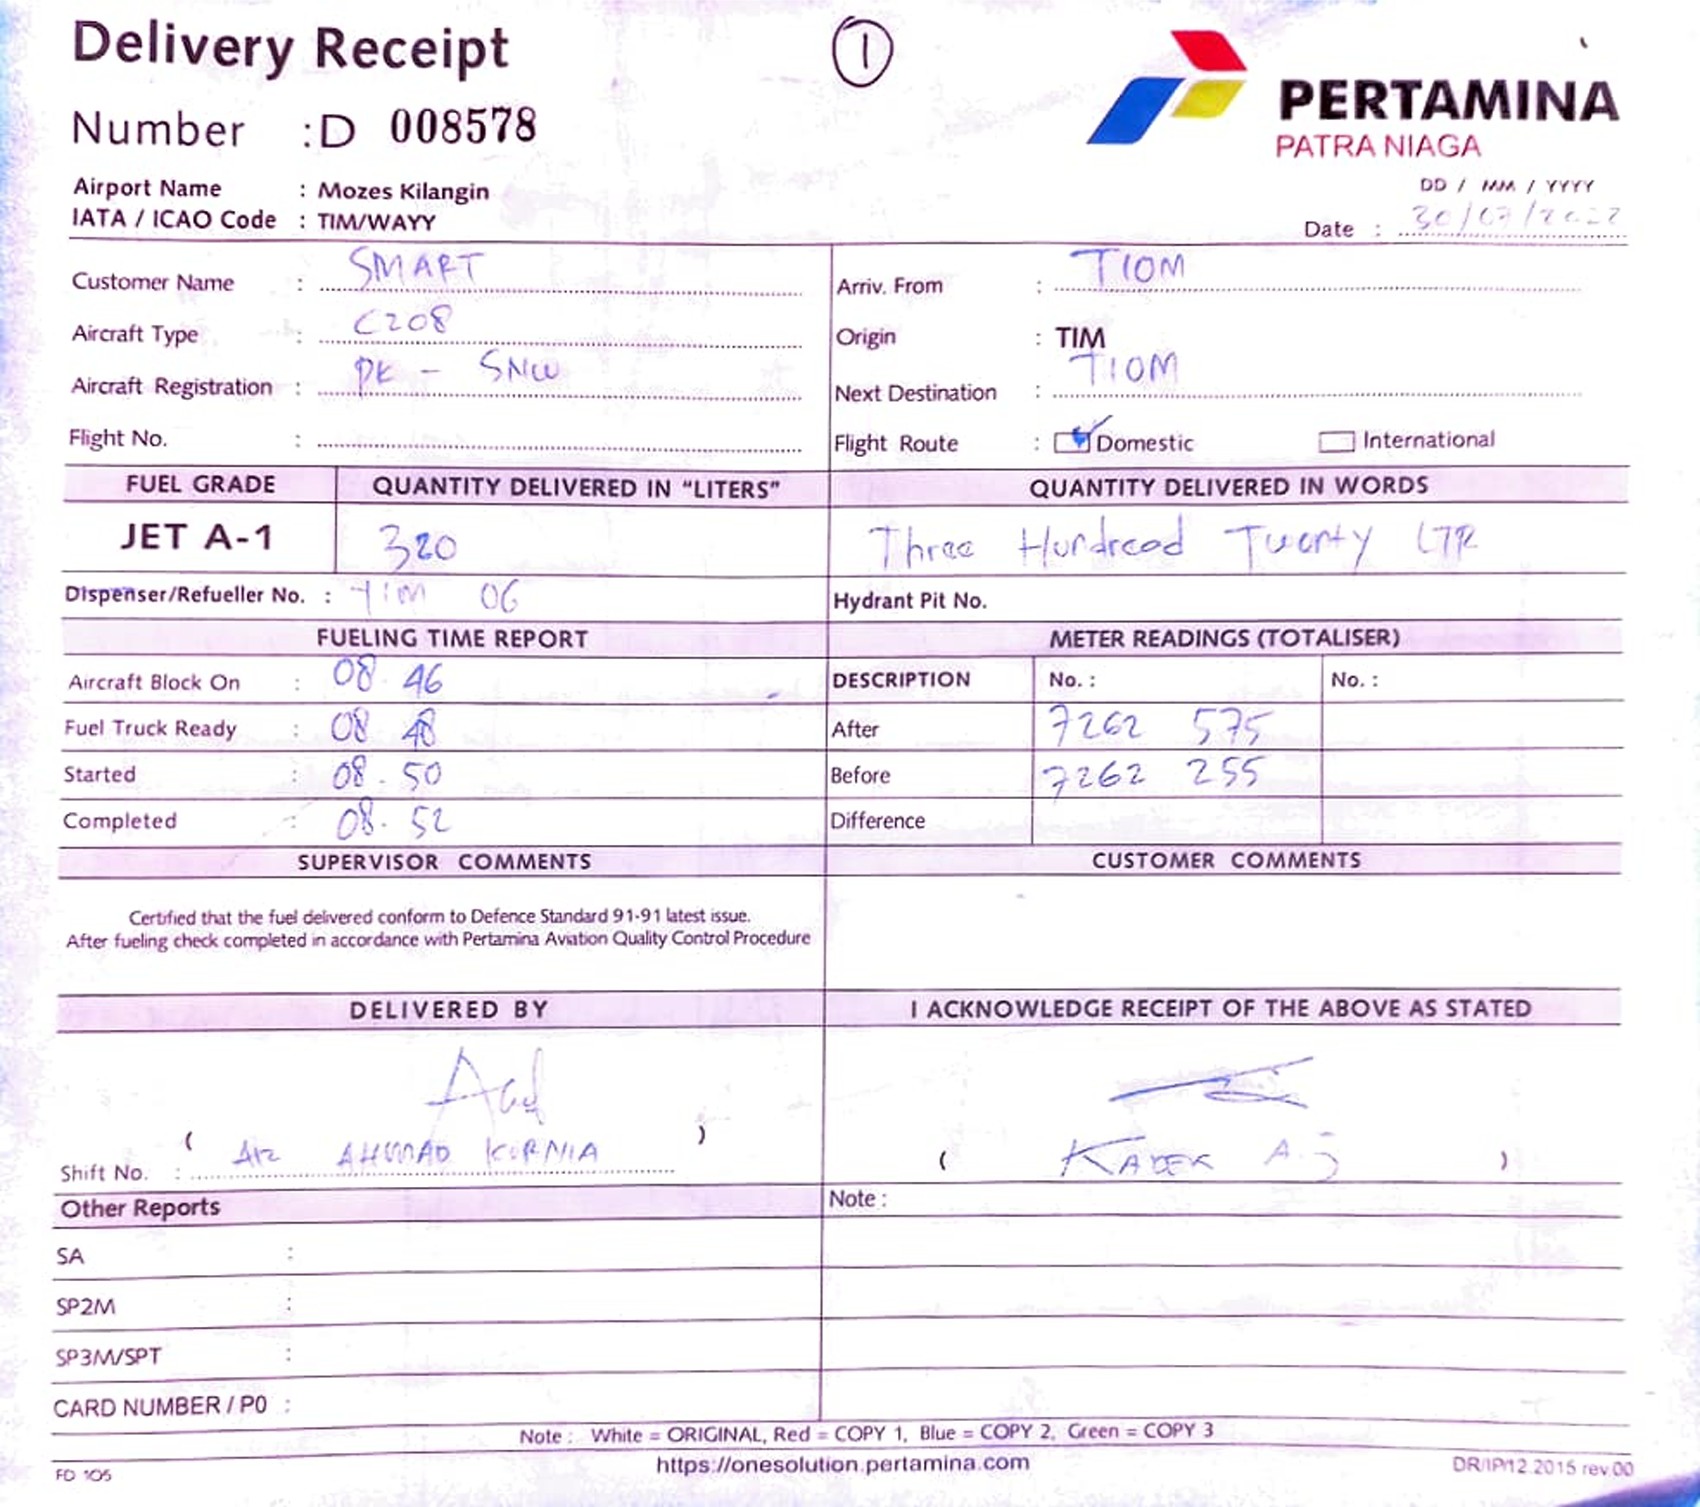 Delivery Receipt
1
PERTAMINA
PATRA NIAGA
Number : D 008578
Airport Name : Mozes Kilangin
IATA / ICAO Code : TIM/WAYY
DD / MM / YYYY
Date : 30/07/2022
Customer Name : SMART
Arriv. From : TIOM
Aircraft Type : C208
Origin : TIM
Aircraft Registration : PK - SNW
Next Destination : TIOM
Flight No. :
Flight Route : Domestic International
FUEL GRADE QUANTITY DELIVERED IN "LITERS" QUANTITY DELIVERED IN WORDS
JET A-1 320 Three Hundread Twenty LTR
Dispenser/Refueller No. : TIM 06 Hydrant Pit No.
FUELING TIME REPORT METER READINGS (TOTALISER)
Aircraft Block On : 08 46 DESCRIPTION No. : No. :
Fuel Truck Ready : 08 48 After 7262 575
Started : 08.50 Before 7262 255
Completed : 08.52 Difference
SUPERVISOR COMMENTS CUSTOMER COMMENTS
Certified that the fuel delivered conform to Defence Standard 91-91 latest issue.
After fueling check completed in accordance with Pertamina Aviation Quality Control Procedure
DELIVERED BY I ACKNOWLEDGE RECEIPT OF THE ABOVE AS STATED
( AHMAD KURNIA )
Shift No. :
( KADEK A.J )
Other Reports Note :
SA :
SP2M :
SP3M/SPT :
CARD NUMBER / P0 :
Note : White = ORIGINAL, Red = COPY 1, Blue = COPY 2, Green = COPY 3
https://onesolution.pertamina.com
FD 105 DR/IP/12.2015 rev.00